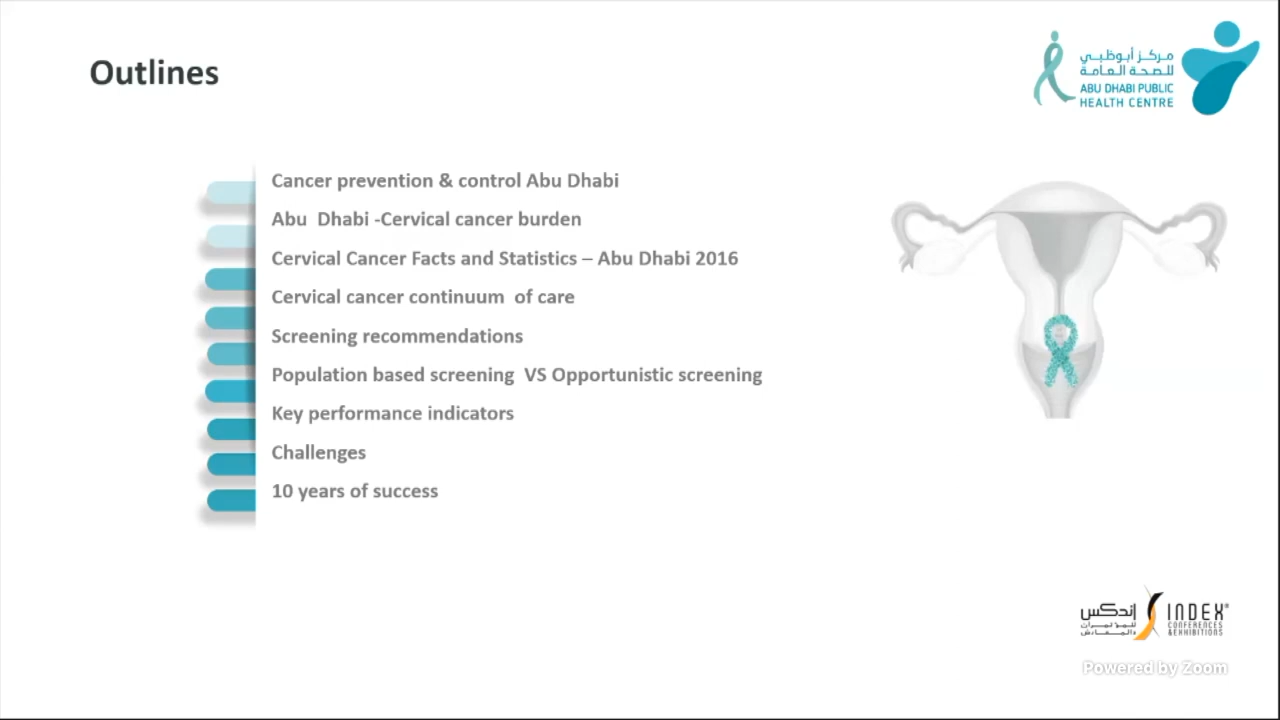 Outlines
مركز أبوظبي
للصحة العامة
ABU DHABI PUBLIC
HEALTH CENTRE
Cancer prevention & control Abu Dhabi
Abu  Dhabi -Cervical cancer burden
Cervical Cancer Facts and Statistics – Abu Dhabi 2016
Cervical cancer continuum  of care
Screening recommendations
Population based screening  VS Opportunistic screening
Key performance indicators
Challenges
10 years of success
إندكس
للمؤتمرات
والمعارض
INDEX®
CONFERENCES
&EXHIBITIONS
Powered by Zoom